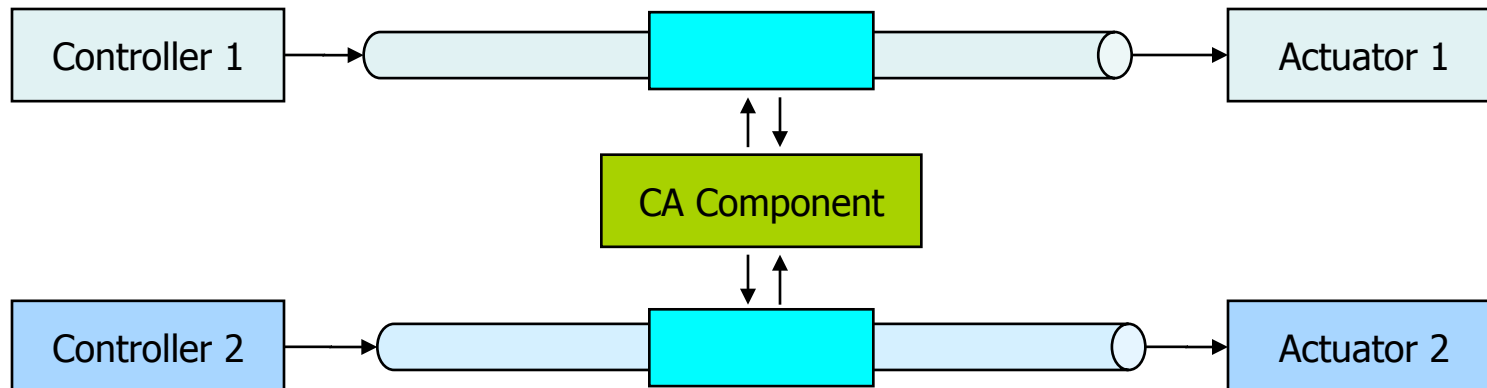 Controller 1
Actuator 1
CA Component
Controller 2
Actuator 2